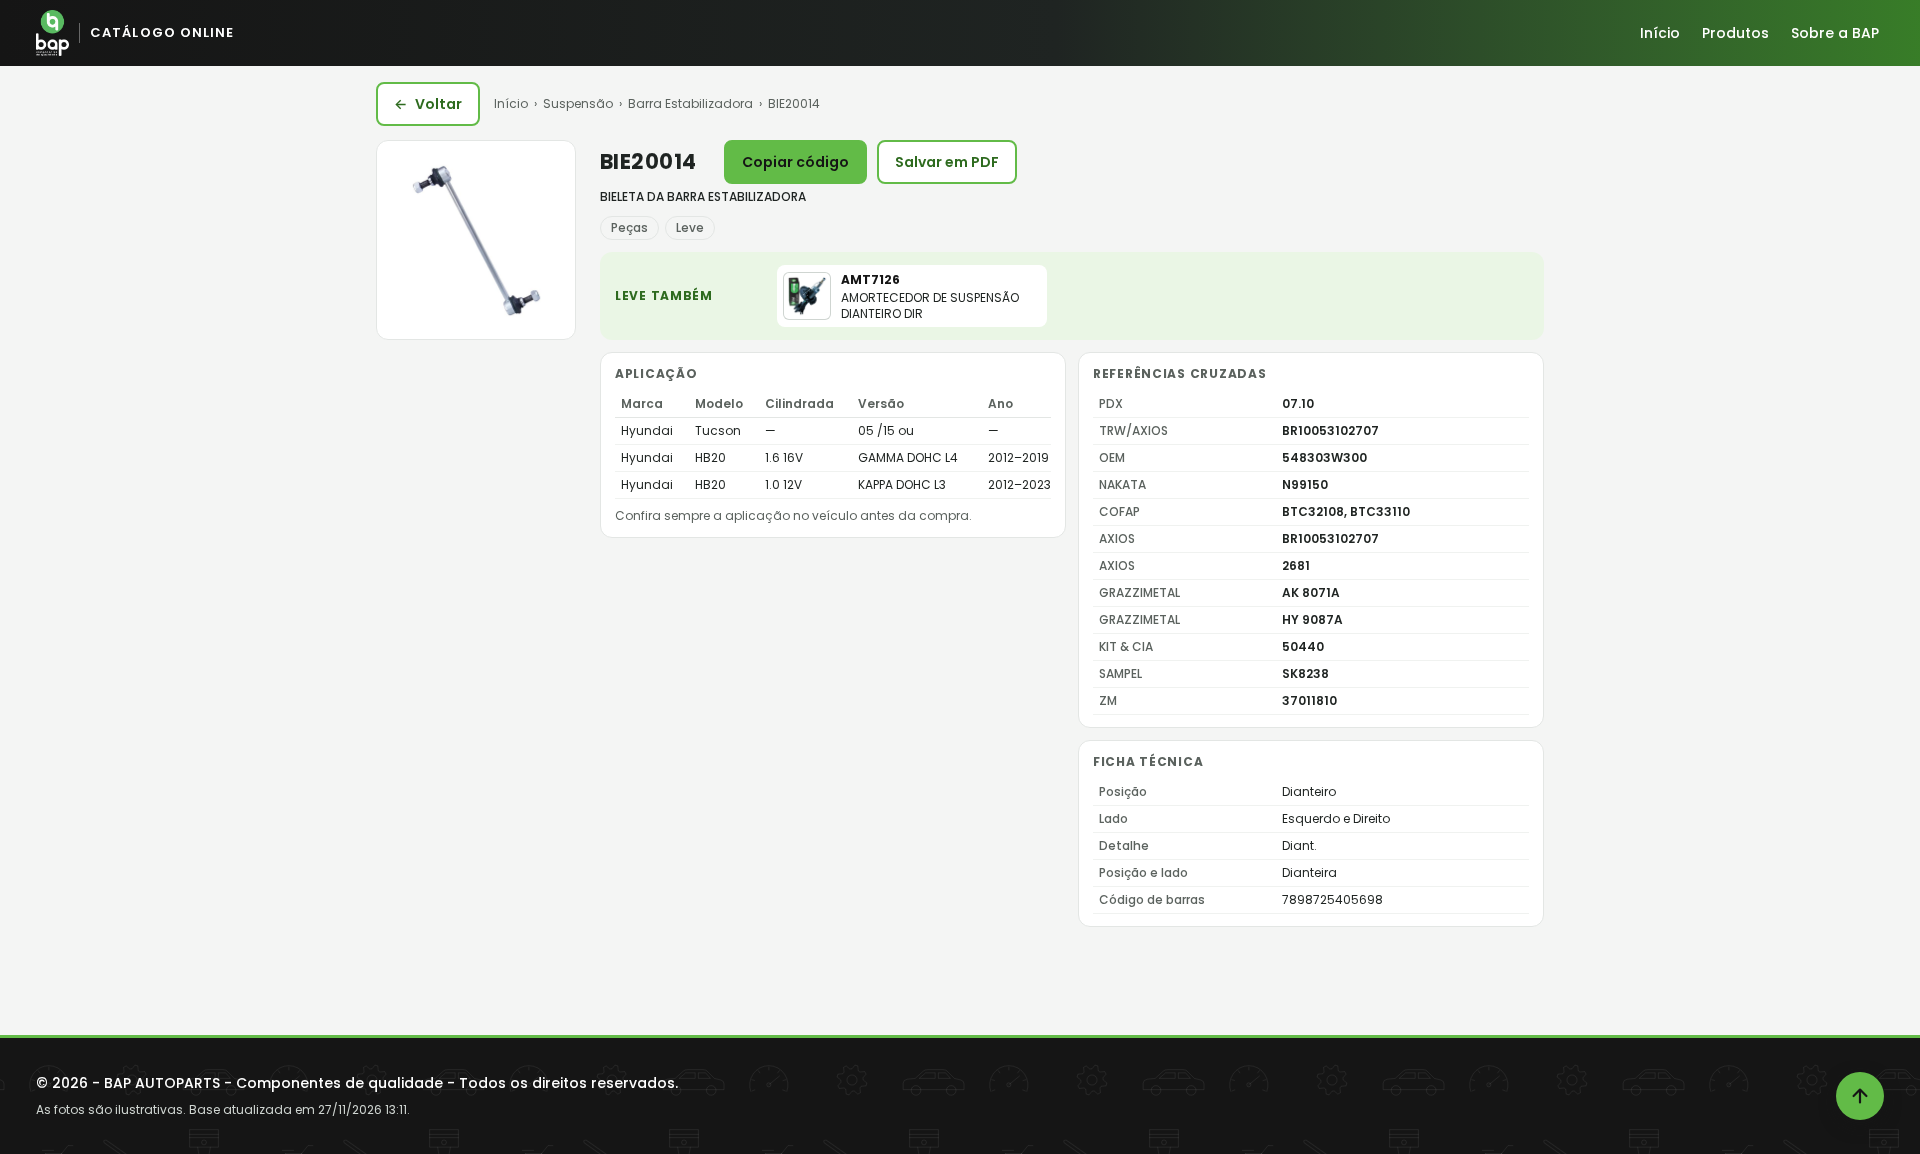 bap
CATÁLOGO ONLINE
Início
Produtos
Sobre a BAP
← Voltar
Início › Suspensão › Barra Estabilizadora › BIE20014
BIE20014
Copiar código
Salvar em PDF
BIELETA DA BARRA ESTABILIZADORA
Peças
Leve
LEVE TAMBÉM
AMT7126
AMORTECEDOR DE SUSPENSÃO
DIANTEIRO DIR
APLICAÇÃO
Marca Modelo Cilindrada Versão Ano
Hyundai Tucson — 05 /15 ou —
Hyundai HB20 1.6 16V GAMMA DOHC L4 2012–2019
Hyundai HB20 1.0 12V KAPPA DOHC L3 2012–2023
Confira sempre a aplicação no veículo antes da compra.
REFERÊNCIAS CRUZADAS
PDX 07.10
TRW/AXIOS BR10053102707
OEM 548303W300
NAKATA N99150
COFAP BTC32108, BTC33110
AXIOS BR10053102707
AXIOS 2681
GRAZZIMETAL AK 8071A
GRAZZIMETAL HY 9087A
KIT & CIA 50440
SAMPEL SK8238
ZM 37011810
FICHA TÉCNICA
Posição Dianteiro
Lado Esquerdo e Direito
Detalhe Diant.
Posição e lado Dianteira
Código de barras 7898725405698
© 2026 - BAP AUTOPARTS - Componentes de qualidade - Todos os direitos reservados.
As fotos são ilustrativas. Base atualizada em 27/11/2026 13:11.